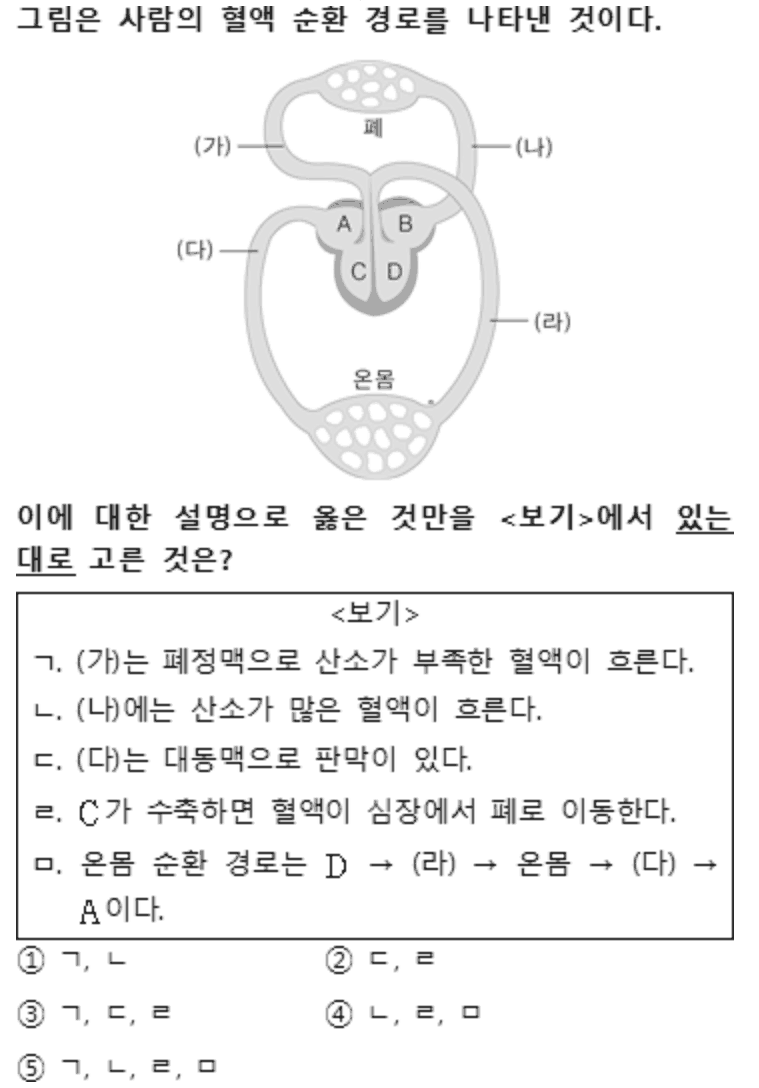 그림은 사람의 혈액 순환 경로를 나타낸 것이다.
폐
(가)
(나)
A
B
(다)
C
D
(라)
온몸
이에 대한 설명으로 옳은 것만을 <보기>에서 있는
대로 고른 것은?
<보기>
ㄱ. (가)는 폐정맥으로 산소가 부족한 혈액이 흐른다.
ㄴ. (나)에는 산소가 많은 혈액이 흐른다.
ㄷ. (다)는 대동맥으로 판막이 있다.
ㄹ. C가 수축하면 혈액이 심장에서 폐로 이동한다.
ㅁ. 온몸 순환 경로는 D → (라) → 온몸 → (다) →
A이다.
① ㄱ, ㄴ ② ㄷ, ㄹ
③ ㄱ, ㄷ, ㄹ ④ ㄴ, ㄹ, ㅁ
⑤ ㄱ, ㄴ, ㄹ, ㅁ